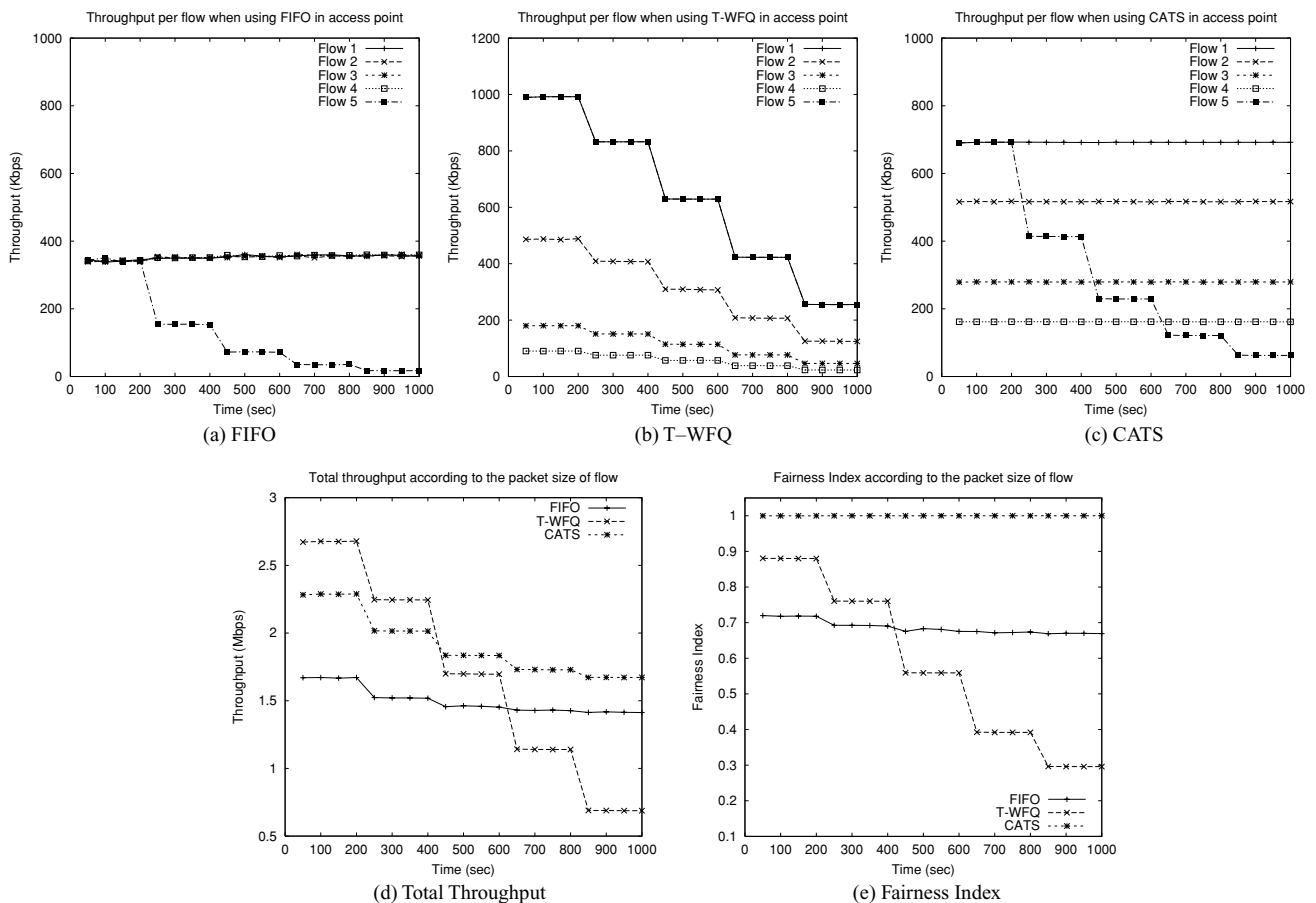 Throughput per flow when using FIFO in access point
1000
800
600
400
200
0
Throughput (Kbps)
Flow 1
Flow 2
Flow 3
Flow 4
Flow 5
0 100 200 300 400 500 600 700 800 900 1000
Time (sec)
(a) FIFO
Throughput per flow when using T-WFQ in access point
1200
1000
800
600
400
200
0
Throughput (Kbps)
Flow 1
Flow 2
Flow 3
Flow 4
Flow 5
0 100 200 300 400 500 600 700 800 900 1000
Time (sec)
(b) T–WFQ
Throughput per flow when using CATS in access point
1000
800
600
400
200
0
Throughput (Kbps)
Flow 1
Flow 2
Flow 3
Flow 4
Flow 5
0 100 200 300 400 500 600 700 800 900 1000
Time (sec)
(c) CATS
Total throughput according to the packet size of flow
3
2.5
2
1.5
1
0.5
Throughput (Mbps)
FIFO
T-WFQ
CATS
0 100 200 300 400 500 600 700 800 900 1000
Time (sec)
(d) Total Throughput
Fairness Index according to the packet size of flow
1
0.9
0.8
0.7
0.6
0.5
0.4
0.3
0.2
0.1
Fairness Index
FIFO
T-WFQ
CATS
0 100 200 300 400 500 600 700 800 900 1000
Time (sec)
(e) Fairness Index